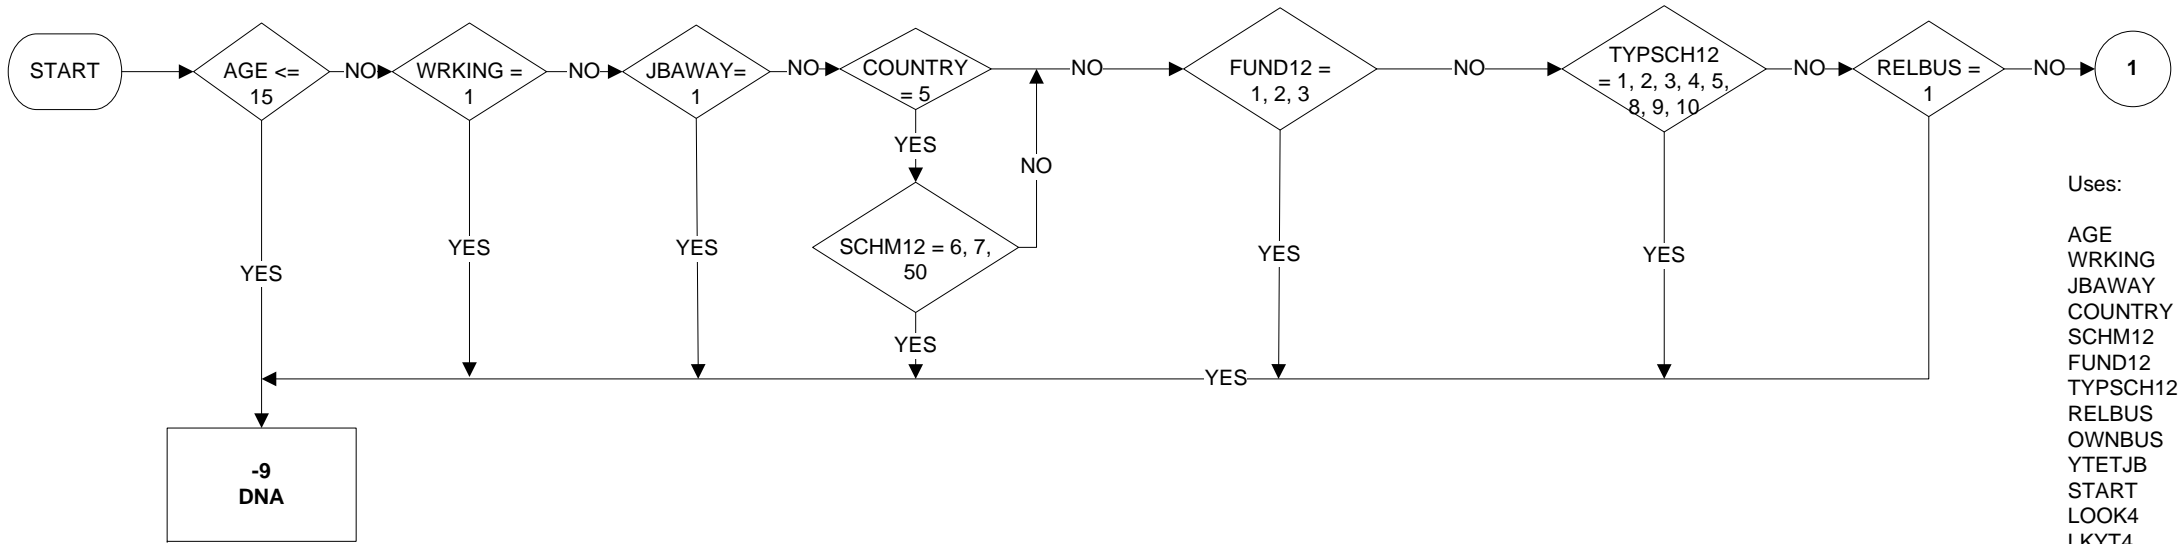 START
AGE <=
15
NO
WRKING =
1
NO
JBAWAY=
1
NO
COUNTRY
= 5
NO
FUND12 =
1, 2, 3
NO
TYPSCH12
= 1, 2, 3, 4, 5,
8, 9, 10
NO
RELBUS =
1
NO
1
YES
NO
SCHM12 = 6, 7,
50
YES
YES
YES
YES
YES
YES
YES
-9
DNA
Uses:
AGE
WRKING
JBAWAY
COUNTRY
SCHM12
FUND12
TYPSCH12
RELBUS
OWNBUS
YTETJB
START
LOOK4
LKYT4